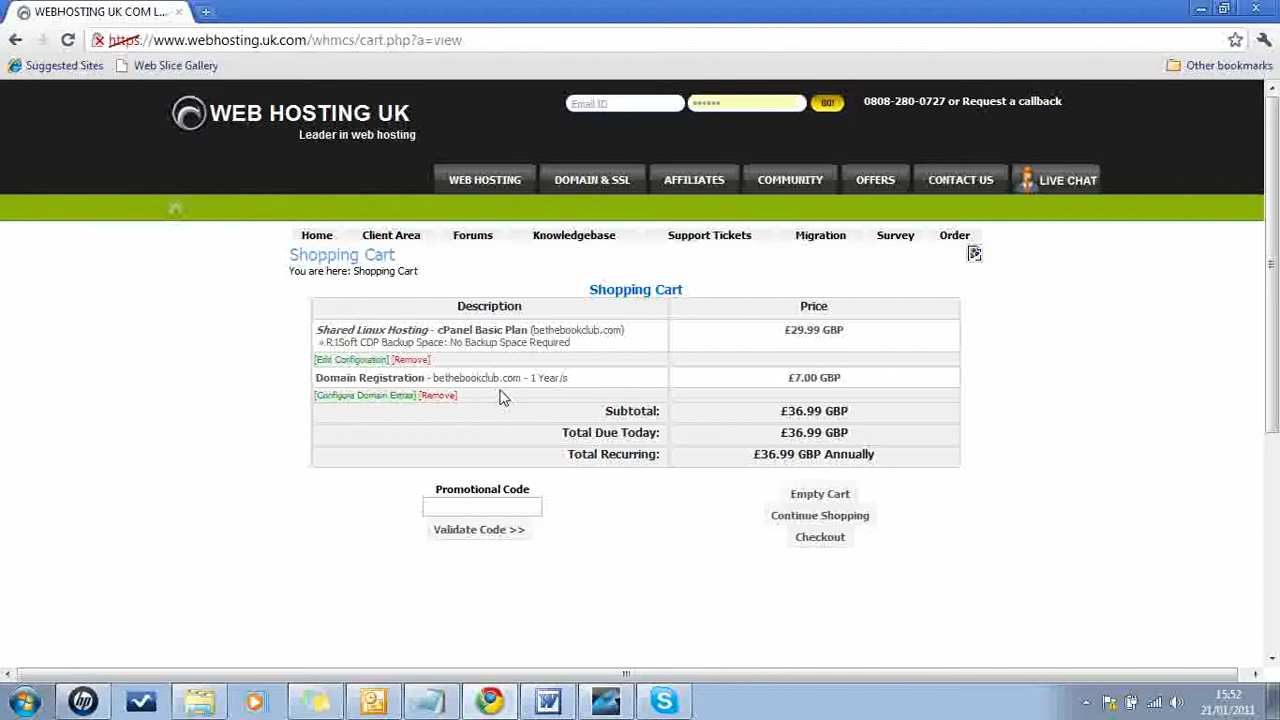 WEBHOSTING UK COM L...
https://www.webhosting.uk.com/whmcs/cart.php?a=view
Suggested Sites
Web Slice Gallery
Other bookmarks
WEB HOSTING UK
Leader in web hosting
Email ID
••••••
GO!
0808-280-0727 or Request a callback
WEB HOSTING
DOMAIN & SSL
AFFILIATES
COMMUNITY
OFFERS
CONTACT US
LIVE CHAT
Home
Client Area
Forums
Knowledgebase
Support Tickets
Migration
Survey
Order
Shopping Cart
You are here: Shopping Cart
Shopping Cart
Description
Price
Shared Linux Hosting - cPanel Basic Plan (bethebookclub.com)
£29.99 GBP
» R1Soft CDP Backup Space: No Backup Space Required
[Edit Configuration] [Remove]
Domain Registration - bethebookclub.com - 1 Year/s
£7.00 GBP
[Configure Domain Extras] [Remove]
Subtotal:
£36.99 GBP
Total Due Today:
£36.99 GBP
Total Recurring:
£36.99 GBP Annually
Promotional Code
Validate Code >>
Empty Cart
Continue Shopping
Checkout
15:52
21/01/2011